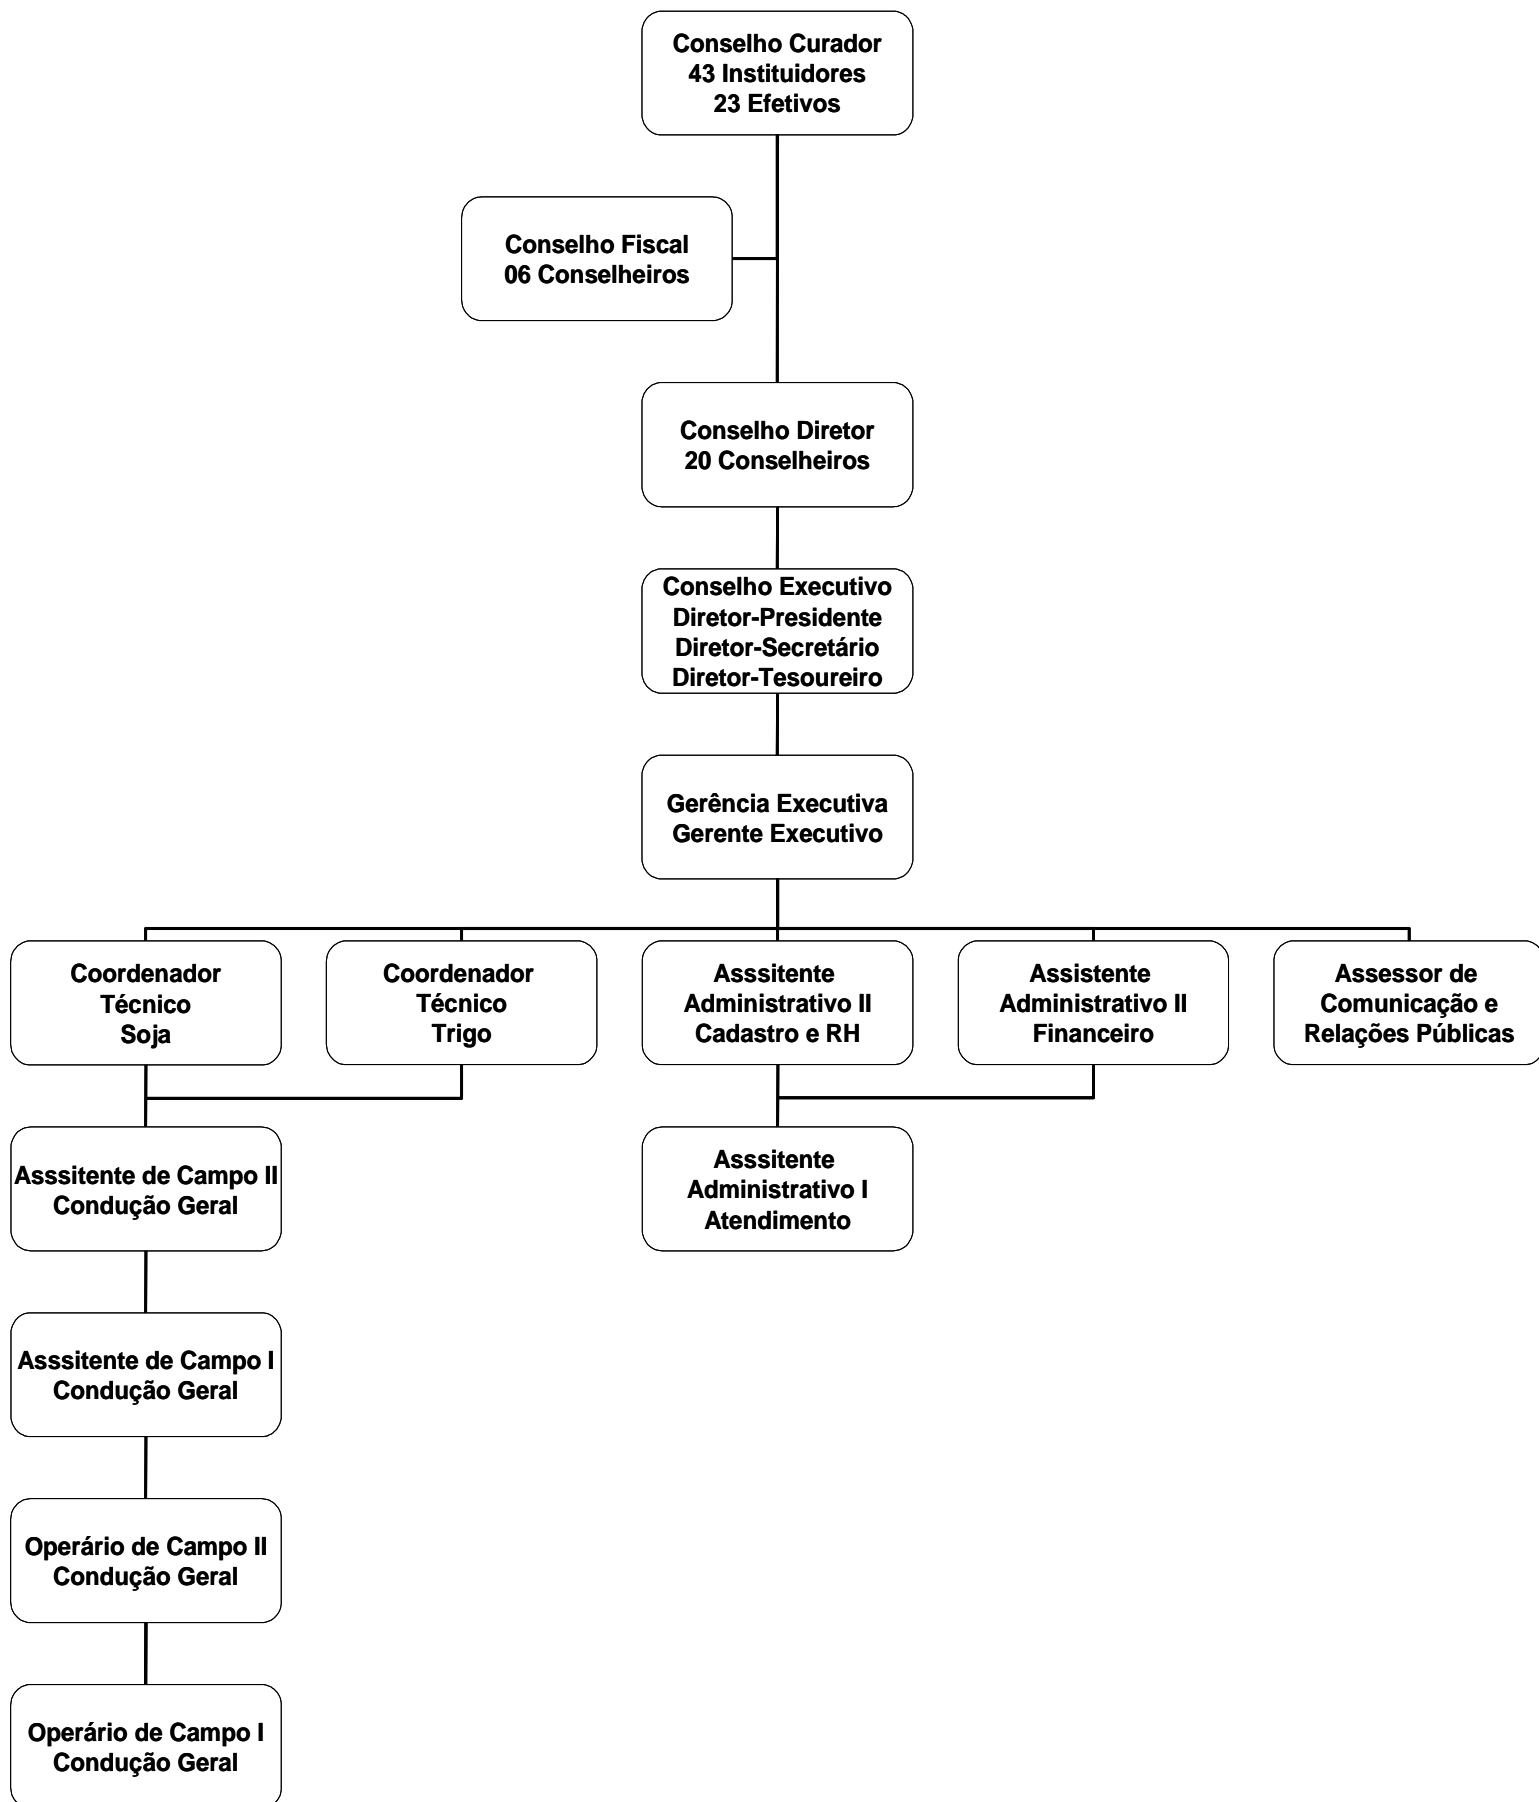 Conselho Curador
43 Instituidores
23 Efetivos
Conselho Fiscal
06 Conselheiros
Conselho Diretor
20 Conselheiros
Conselho Executivo
Diretor-Presidente
Diretor-Secretário
Diretor-Tesoureiro
Gerência Executiva
Gerente Executivo
Coordenador
Técnico
Soja
Coordenador
Técnico
Trigo
Asssitente
Administrativo II
Cadastro e RH
Assistente
Administrativo II
Financeiro
Assessor de
Comunicação e
Relações Públicas
Asssitente de Campo II
Condução Geral
Asssitente
Administrativo I
Atendimento
Asssitente de Campo I
Condução Geral
Operário de Campo II
Condução Geral
Operário de Campo I
Condução Geral